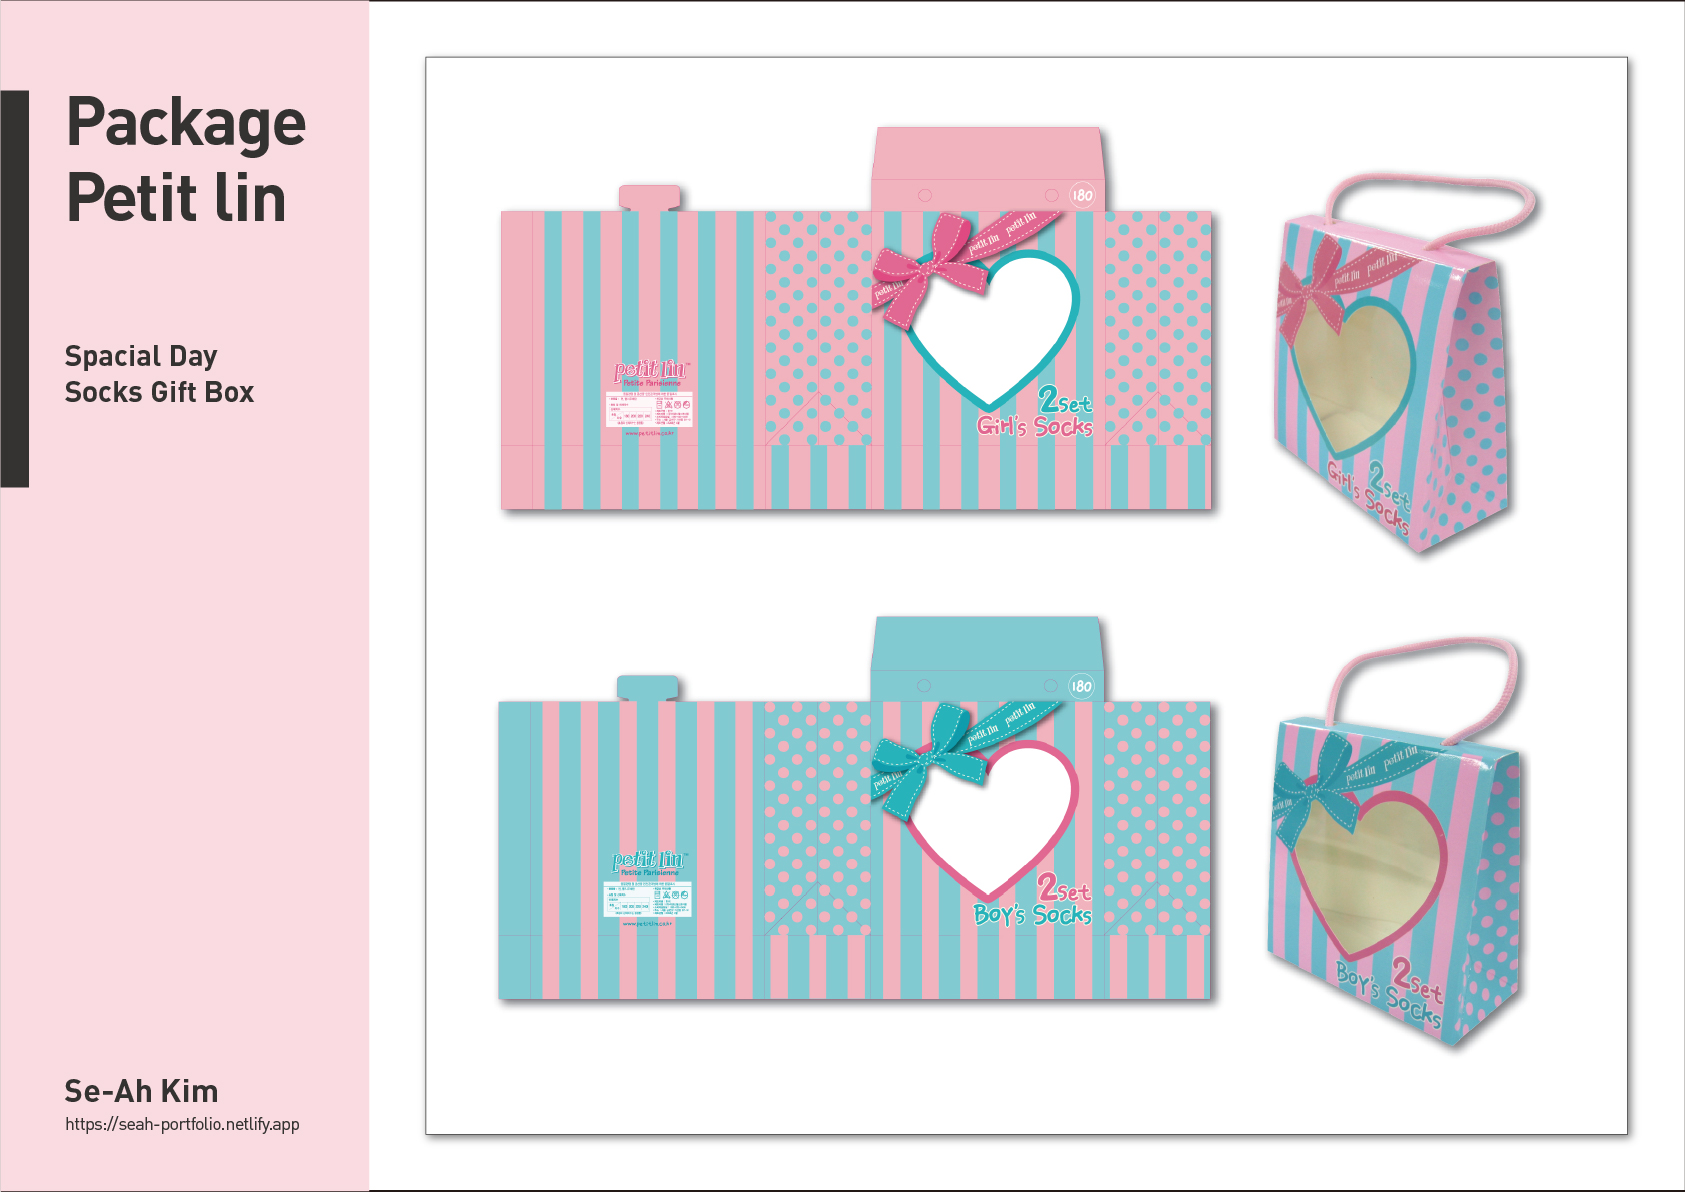 Package
Petit lin
Spacial Day
Socks Gift Box
Se-Ah Kim
https://seah-portfolio.netlify.app
180
petit lin petit lin
petit lin
petit lin™
Petite Parisienne
www.petitlin.co.kr
2set
Girl's Socks
petit lin petit lin
2set
Girl's Socks
180
petit lin petit lin
petit lin
petit lin™
Petite Parisienne
www.petitlin.co.kr
2set
Boy's Socks
petit lin petit lin
petit lin
2set
Boy's Socks